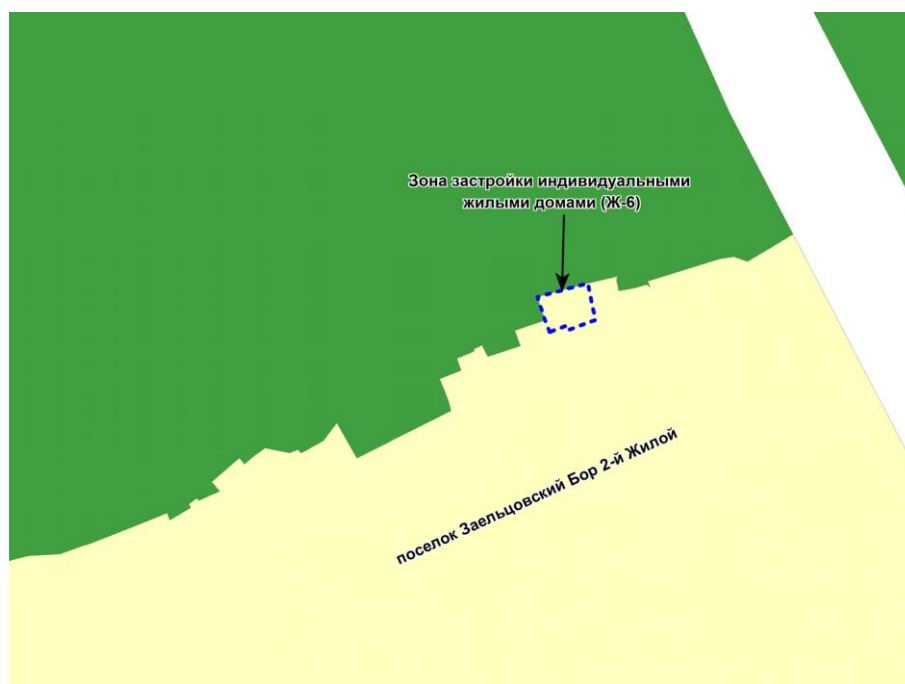 Зона застройки индивидуальными
жилыми домами (Ж-6)
поселок Заельцовский Бор 2-й Жилой